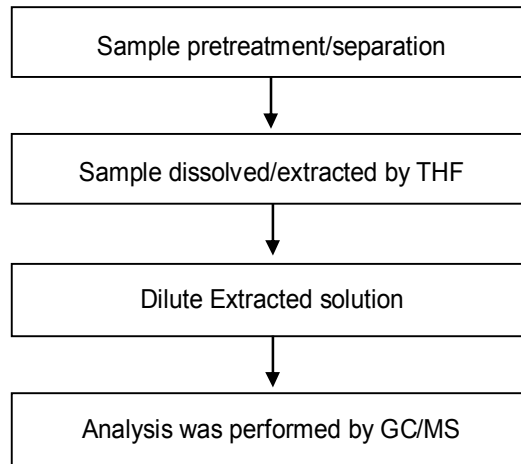 Sample pretreatment/separation
Sample dissolved/extracted by THF
Dilute Extracted solution
Analysis was performed by GC/MS